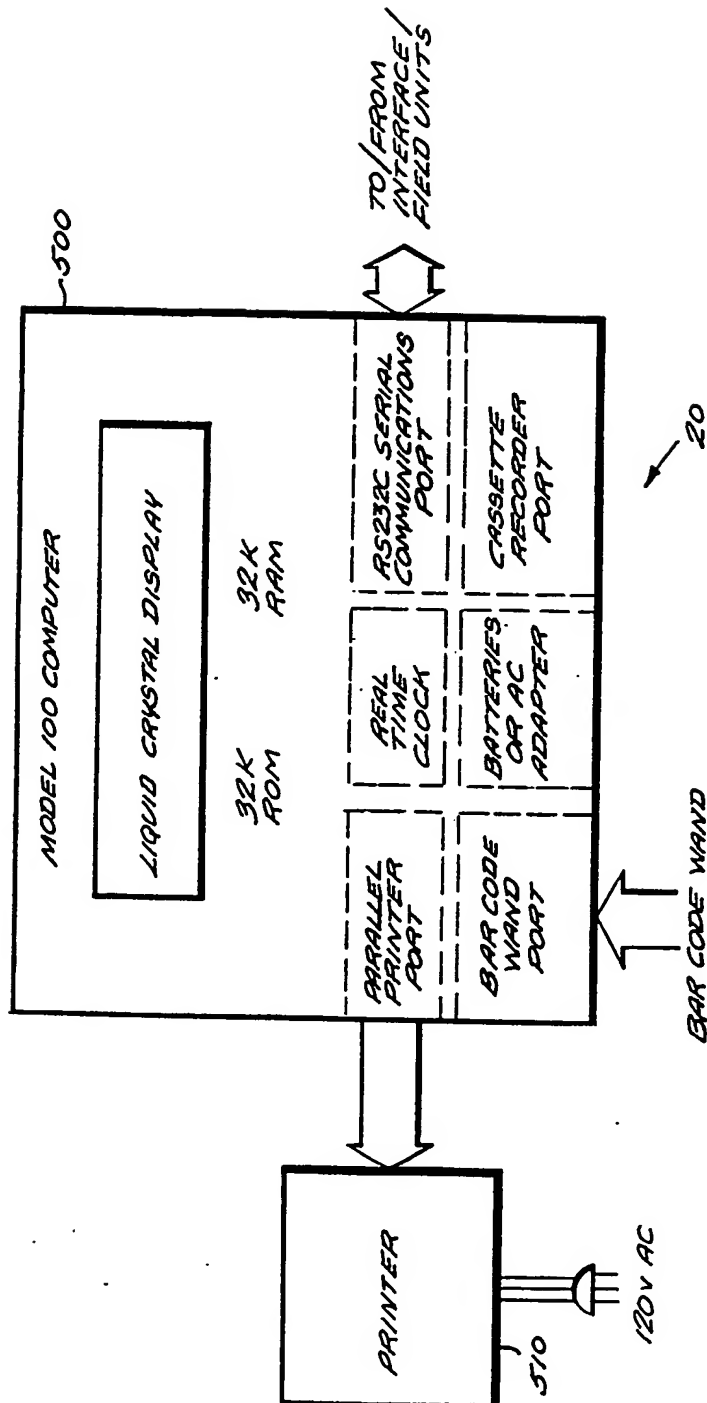 MODEL 100 COMPUTER
500
LIQUID CRYSTAL DISPLAY
32K
ROM
32K
RAM
PARALLEL
PRINTER
PORT
REAL
TIME
CLOCK
RS232C SERIAL
COMMUNICATIONS
PORT
TO/FROM
INTERFACE/
FIELD UNITS
BAR CODE
WAND
PORT
BATTERIES
OR AC
ADAPTER
CASSETTE
RECORDER
PORT
PRINTER
510
120V AC
BAR CODE WAND
20